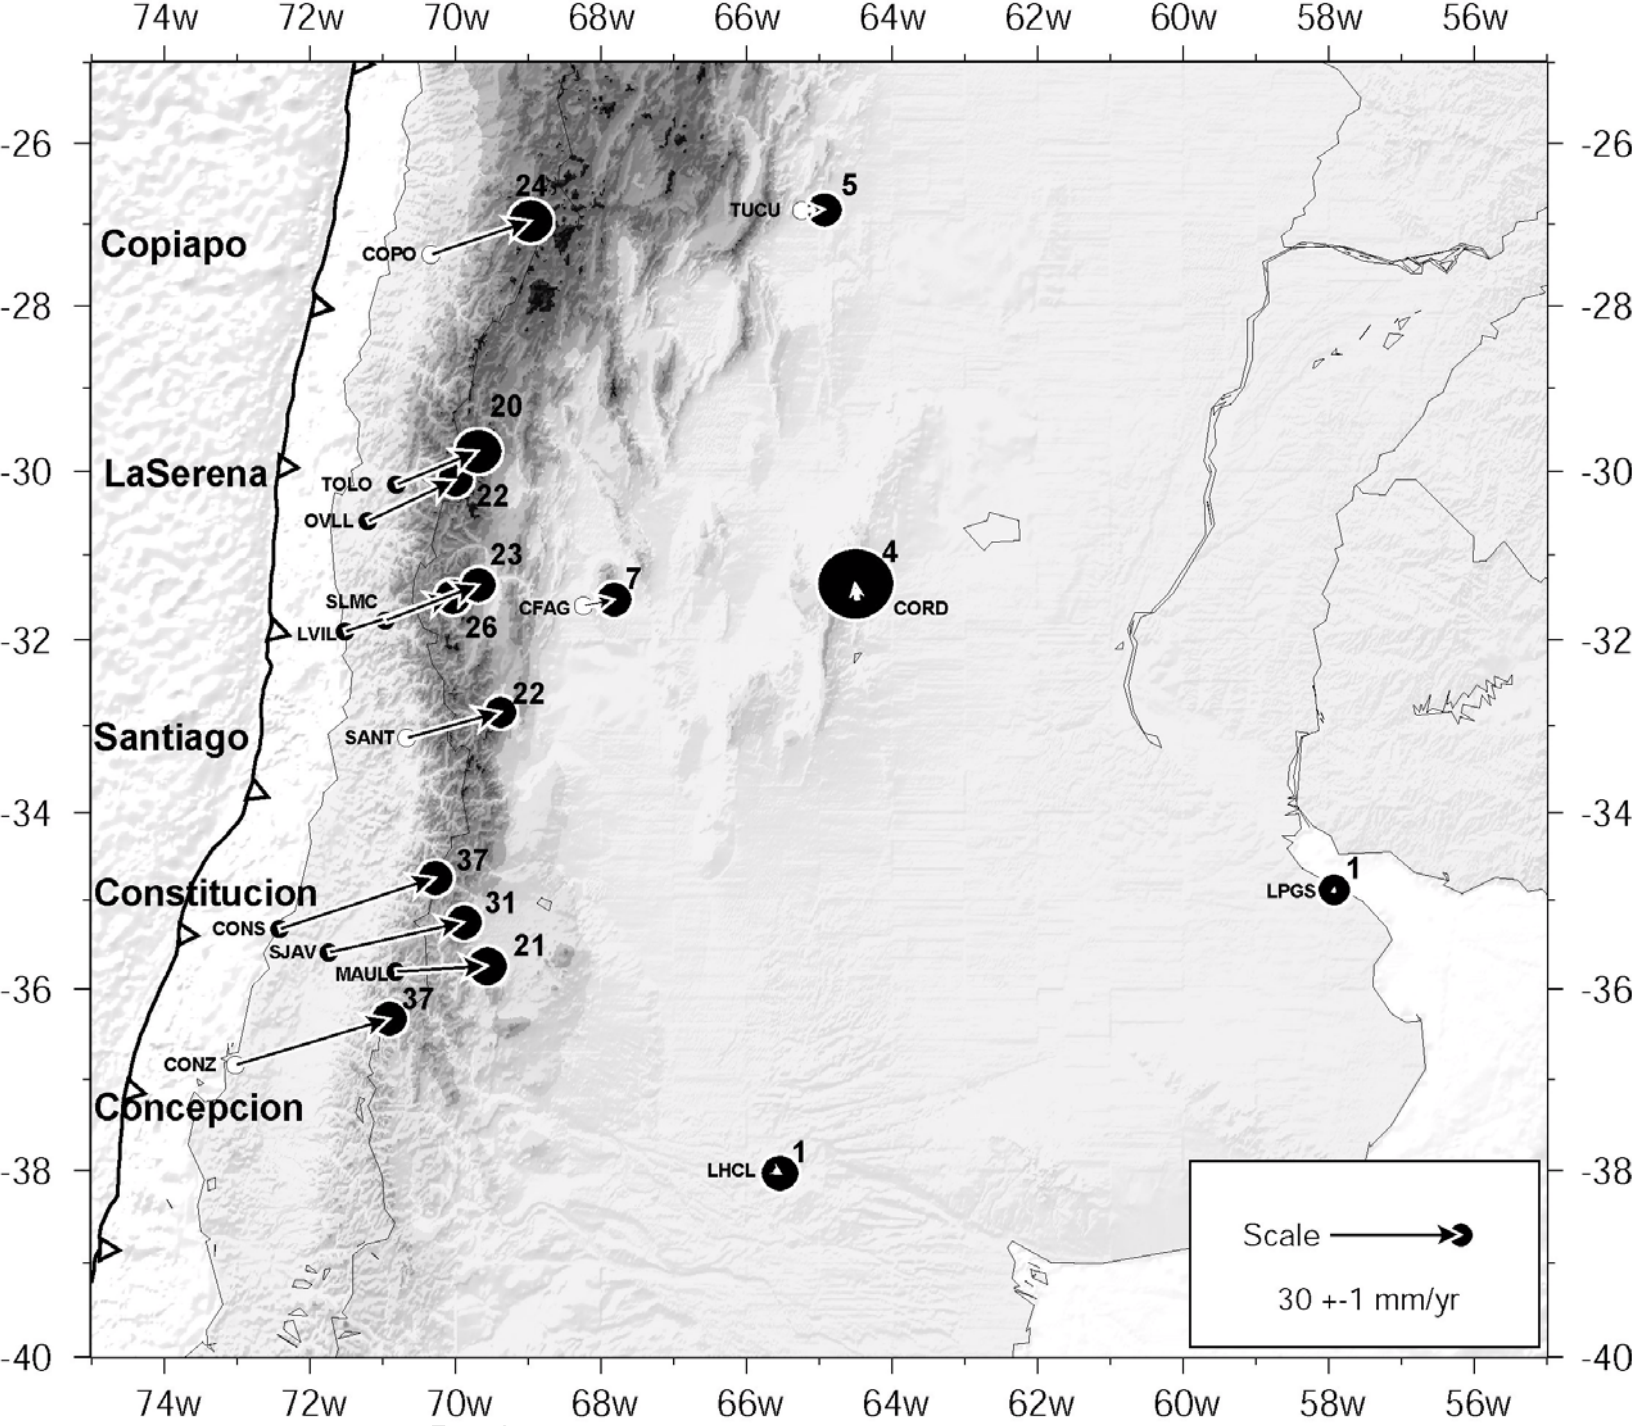 74w 72w 70w 68w 66w 64w 62w 60w 58w 56w
-26 -26
24
5
TUCU
Copiapo
COPO
-28 -28
20
LaSerena
-30 -30
TOLO
22
OVLL
23
4
7
SLMC
CFAG
CORD
26
LVIL
-32 -32
22
Santiago
SANT
-34 -34
37
1
LPGS
Constitucion
31
CONS
SJAV
21
MAUL
-36 -36
37
CONZ
Concepcion
1
LHCL
-38 -38
Scale
30 +-1 mm/yr
-40 -40
74w 72w 70w 68w 66w 64w 62w 60w 58w 56w